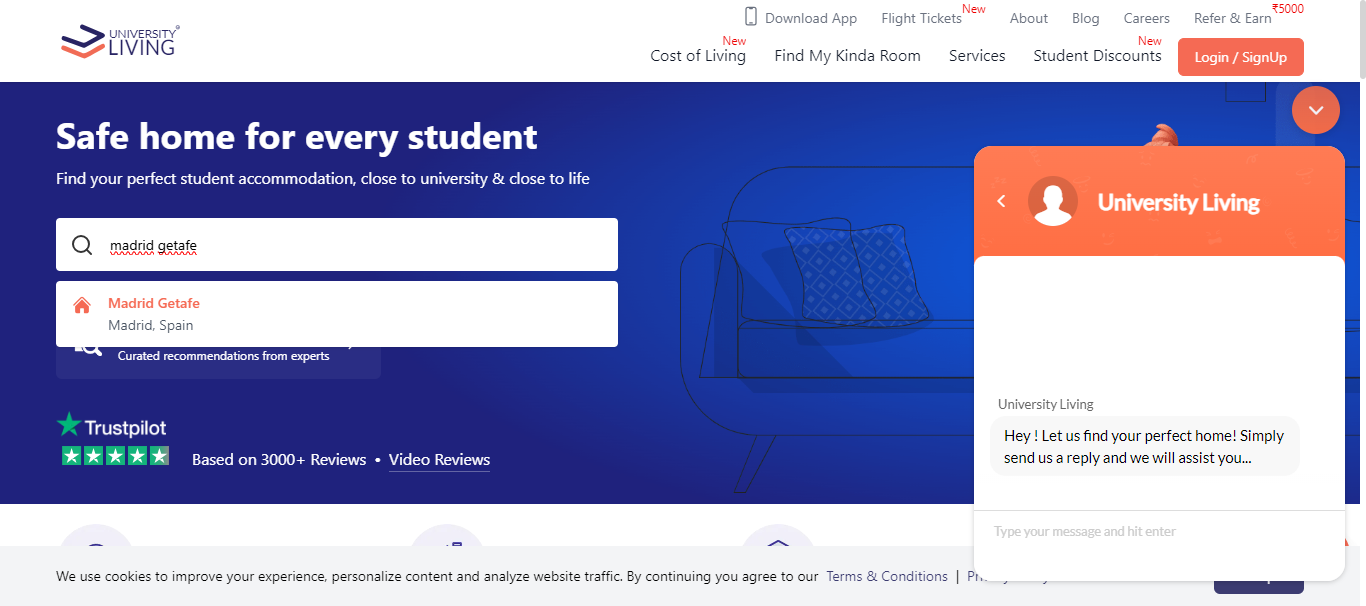 Download App
Flight Tickets
New
About
Blog
Careers
Refer & Earn
₹5000
UNIVERSITY
LIVING
Cost of Living
New
Find My Kinda Room
Services
Student Discounts
New
Login / SignUp
Safe home for every student
Find your perfect student accommodation, close to university & close to life
madrid getafe
Madrid Getafe
Madrid, Spain
Curated recommendations from experts
Trustpilot
Based on 3000+ Reviews • Video Reviews
University Living
University Living
Hey ! Let us find your perfect home! Simply
send us a reply and we will assist you...
Type your message and hit enter
We use cookies to improve your experience, personalize content and analyze website traffic. By continuing you agree to our Terms & Conditions |